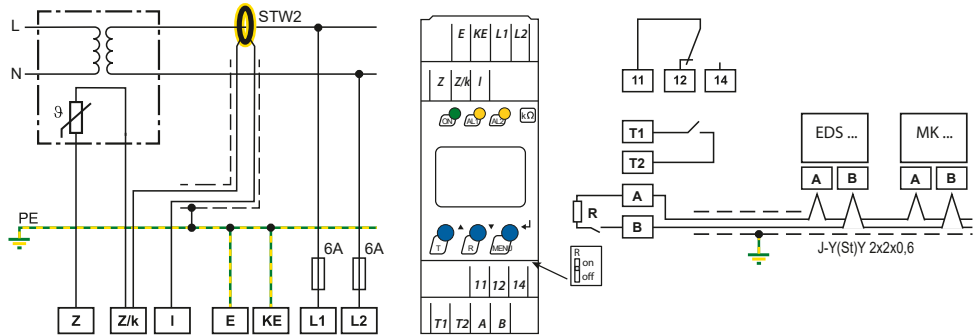 L
N
STW2
ϑ
PE
6A 6A
Z Z/k I E KE L1 L2
E KE L1 L2
Z Z/k I
ON AL1 AL2 kΩ
T R MENU
11 12 14
T1 T2 A B
R
on
off
11 12 14
T1
T2
A
B
R
EDS ... MK ...
A B A B
J-Y(St)Y 2x2x0,6